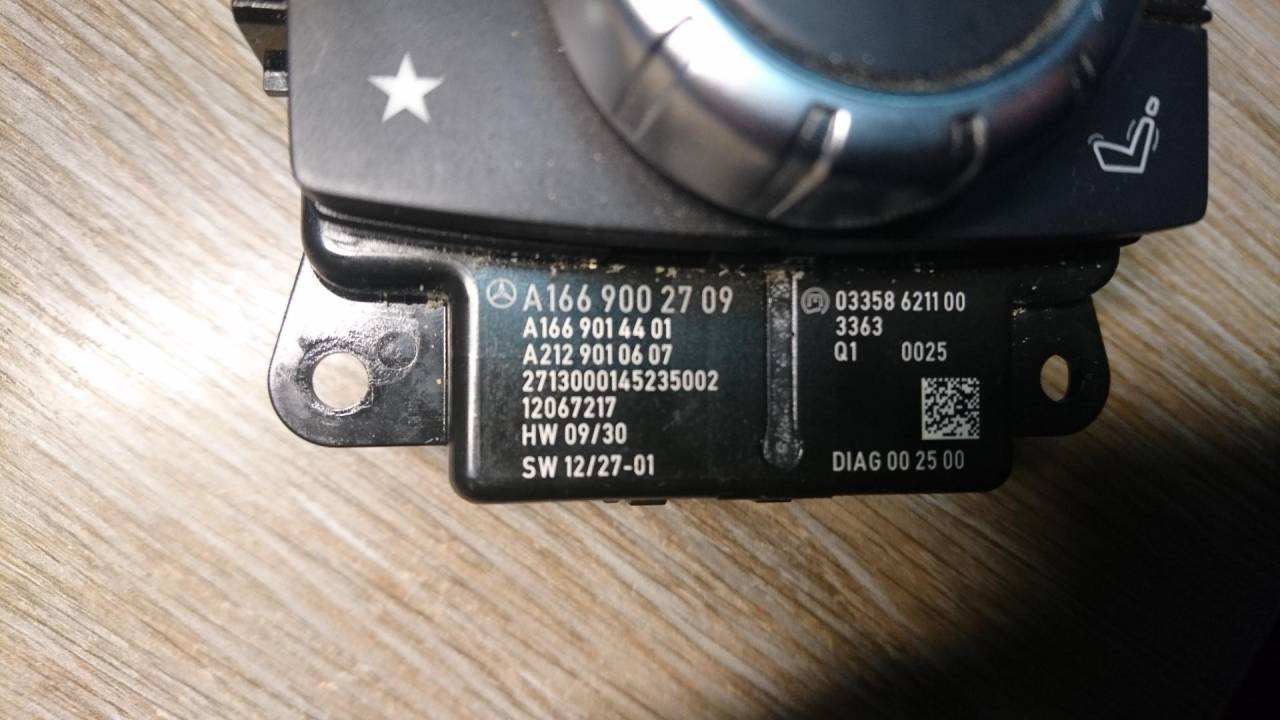 A166 900 27 09
A166 901 44 01
A212 901 06 07
2713000145235002
12067217
HW 09/30
SW 12/27-01
03358 6211 00
3363
Q1 0025
DIAG 00 25 00